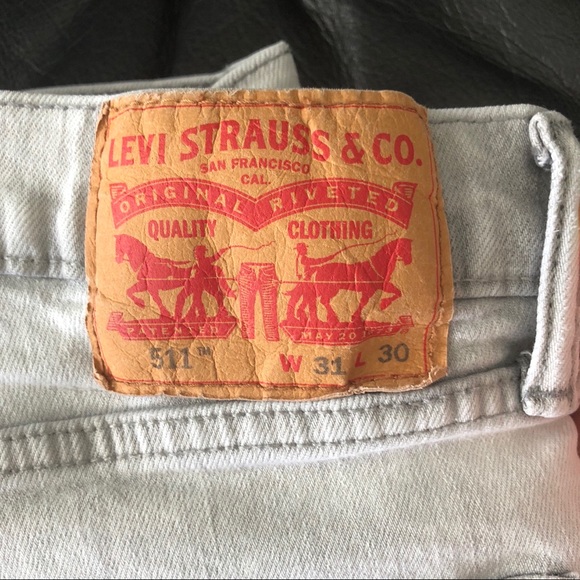 LEVI STRAUSS & CO.
SAN FRANCISCO
CAL.
ORIGINAL RIVETED
QUALITY CLOTHING
PATENTED MAY 20
511™ W 31 L 30